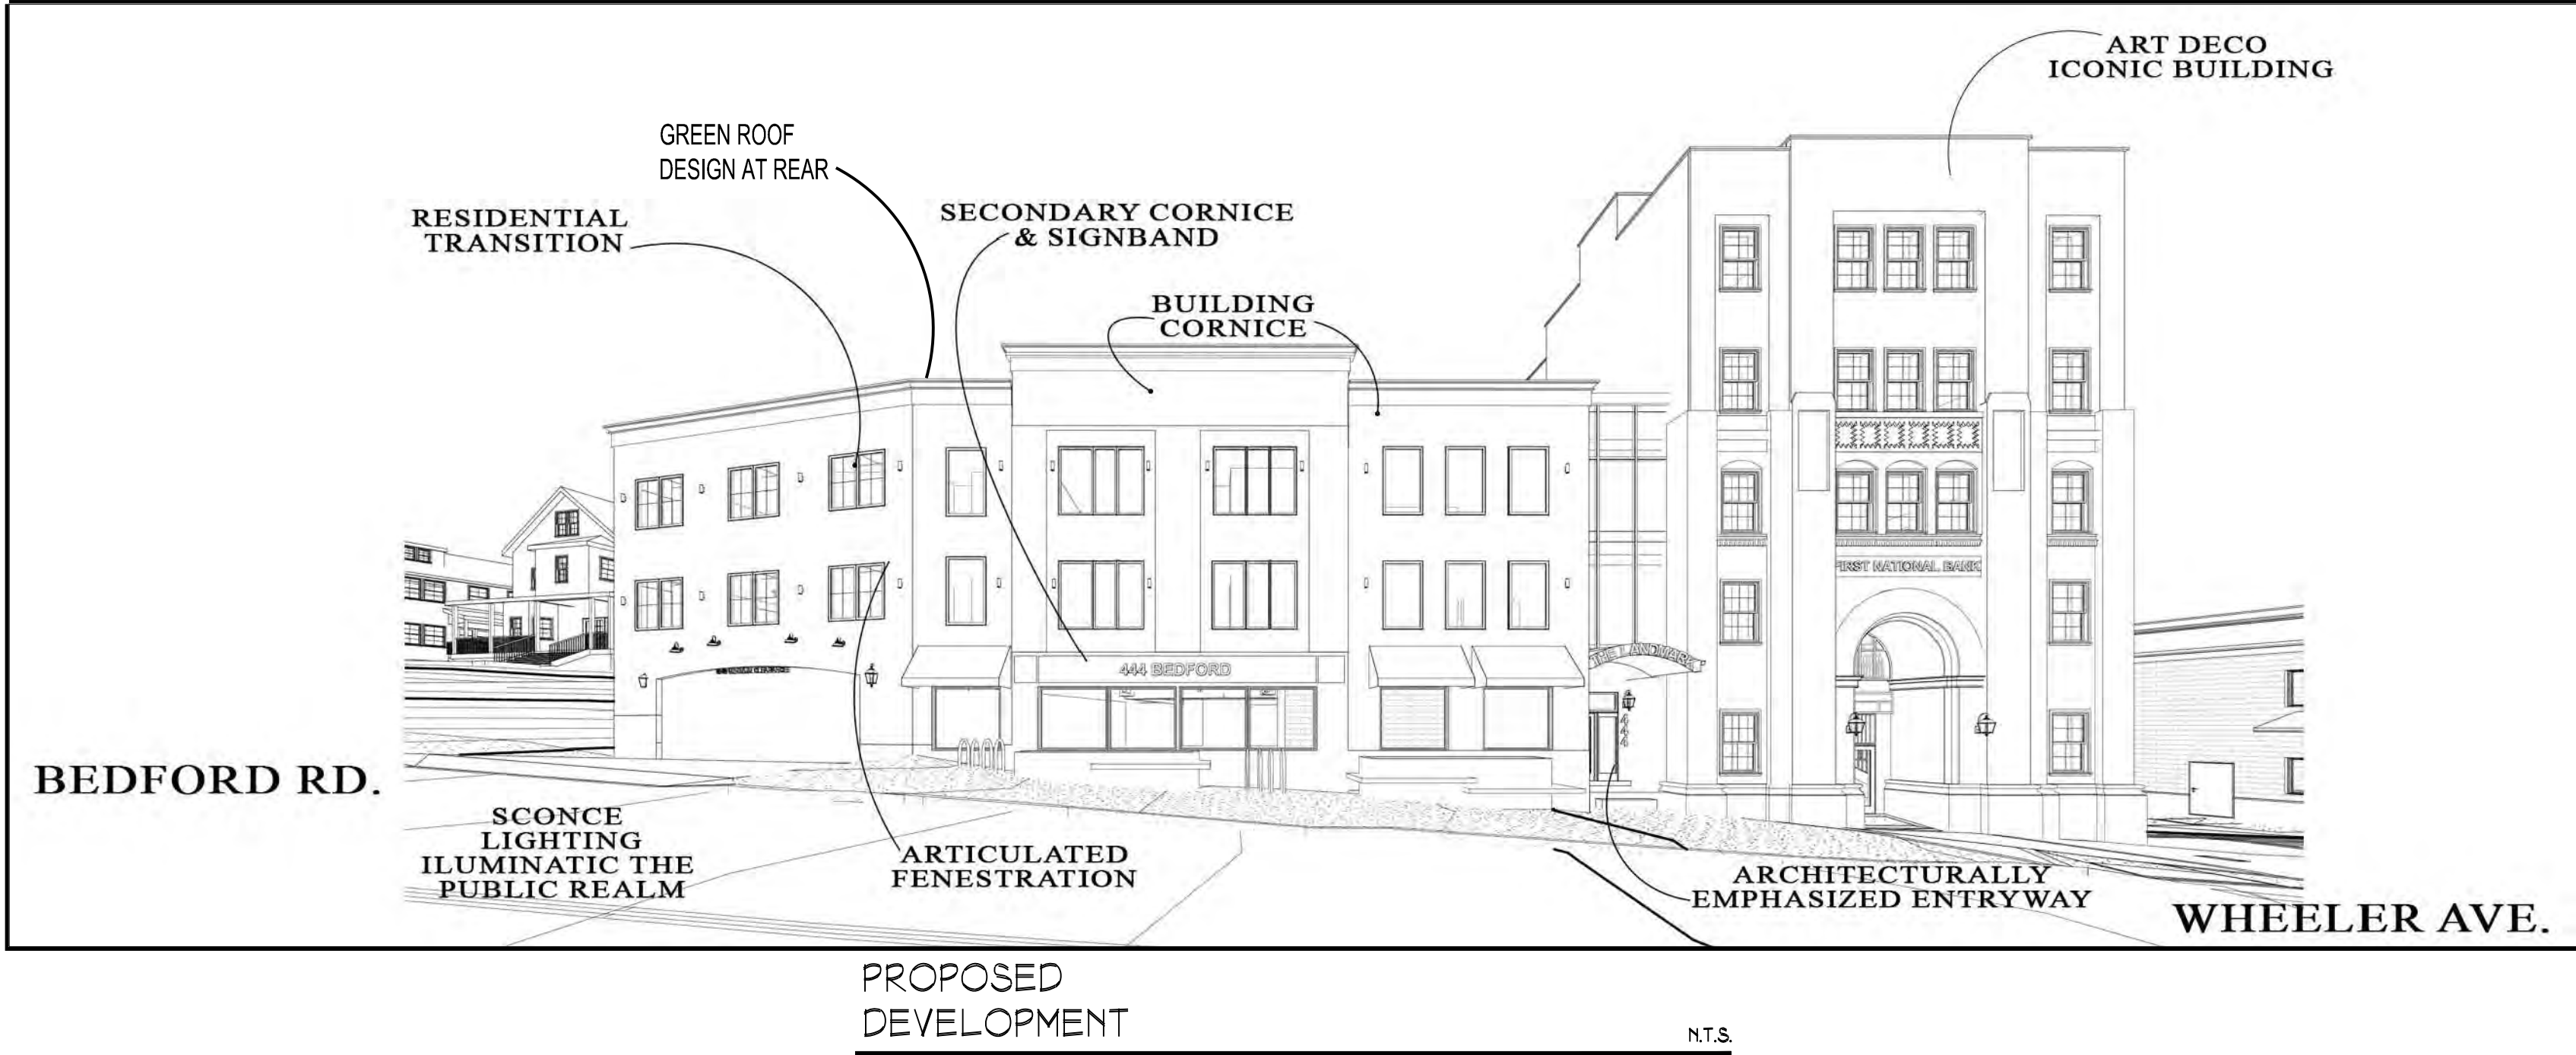 ART DECO
ICONIC BUILDING
GREEN ROOF
DESIGN AT REAR
RESIDENTIAL
TRANSITION
SECONDARY CORNICE
& SIGNBAND
BUILDING
CORNICE
FIRST NATIONAL BANK
THE LANDMARK
444 BEDFORD
444
BEDFORD RD.
SCONCE
LIGHTING
ILUMINATIC THE
PUBLIC REALM
ARTICULATED
FENESTRATION
ARCHITECTURALLY
EMPHASIZED ENTRYWAY
WHEELER AVE.
PROPOSED
DEVELOPMENT
N.T.S.